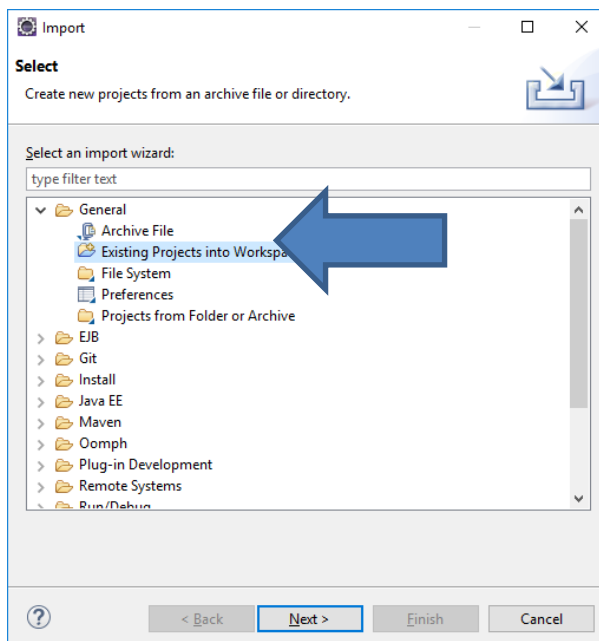 Import
Select
Create new projects from an archive file or directory.
Select an import wizard:
type filter text
General
Archive File
Existing Projects into
File System
Preferences
Projects from Folder or Archive
EJB
Git
Install
Java EE
Maven
Oomph
Plug-in Development
Remote Systems
Run/Debug
?
< Back
Next >
Finish
Cancel